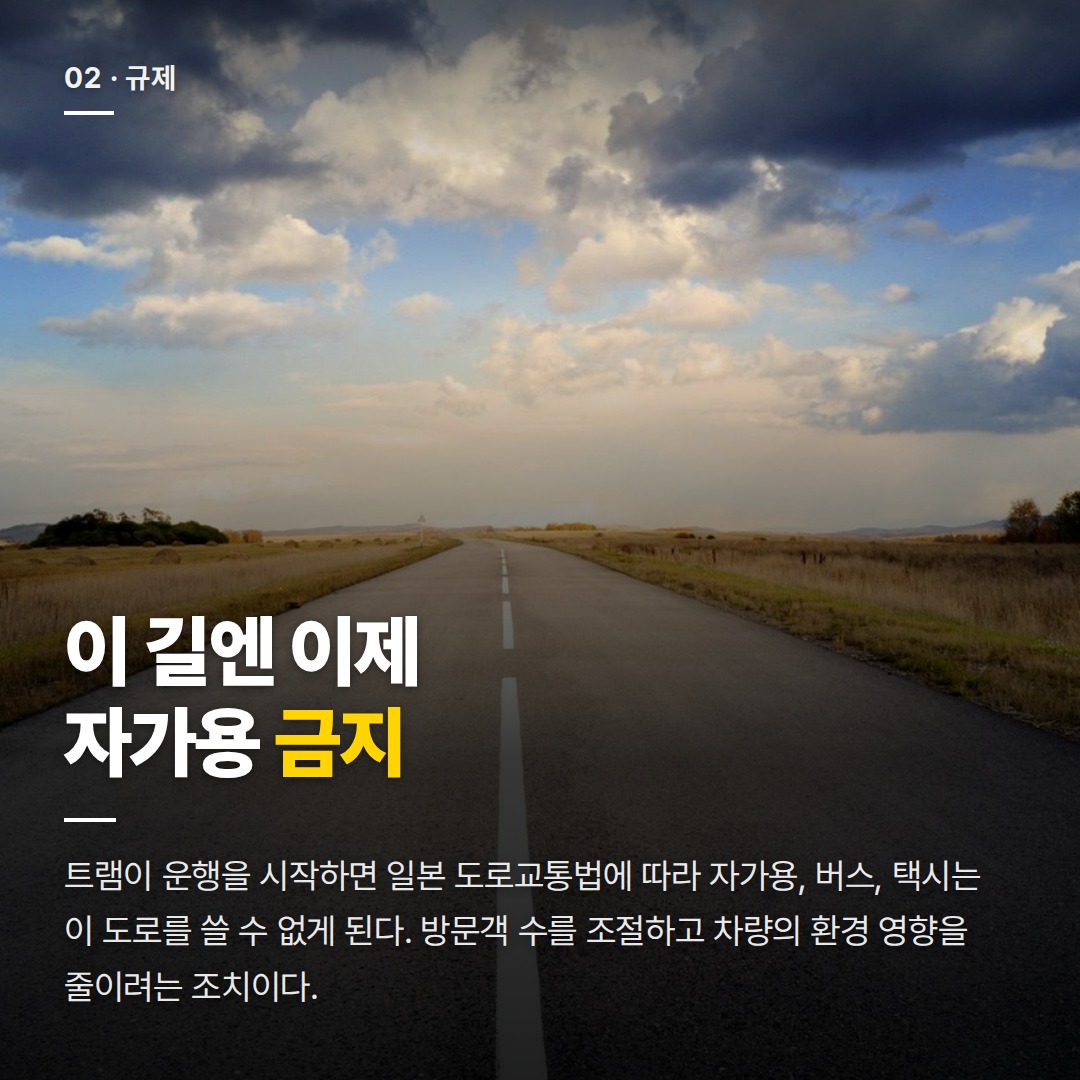 02 · 규제
이 길엔 이제
자가용 금지
트램이 운행을 시작하면 일본 도로교통법에 따라 자가용, 버스, 택시는
이 도로를 쓸 수 없게 된다. 방문객 수를 조절하고 차량의 환경 영향을
줄이려는 조치이다.